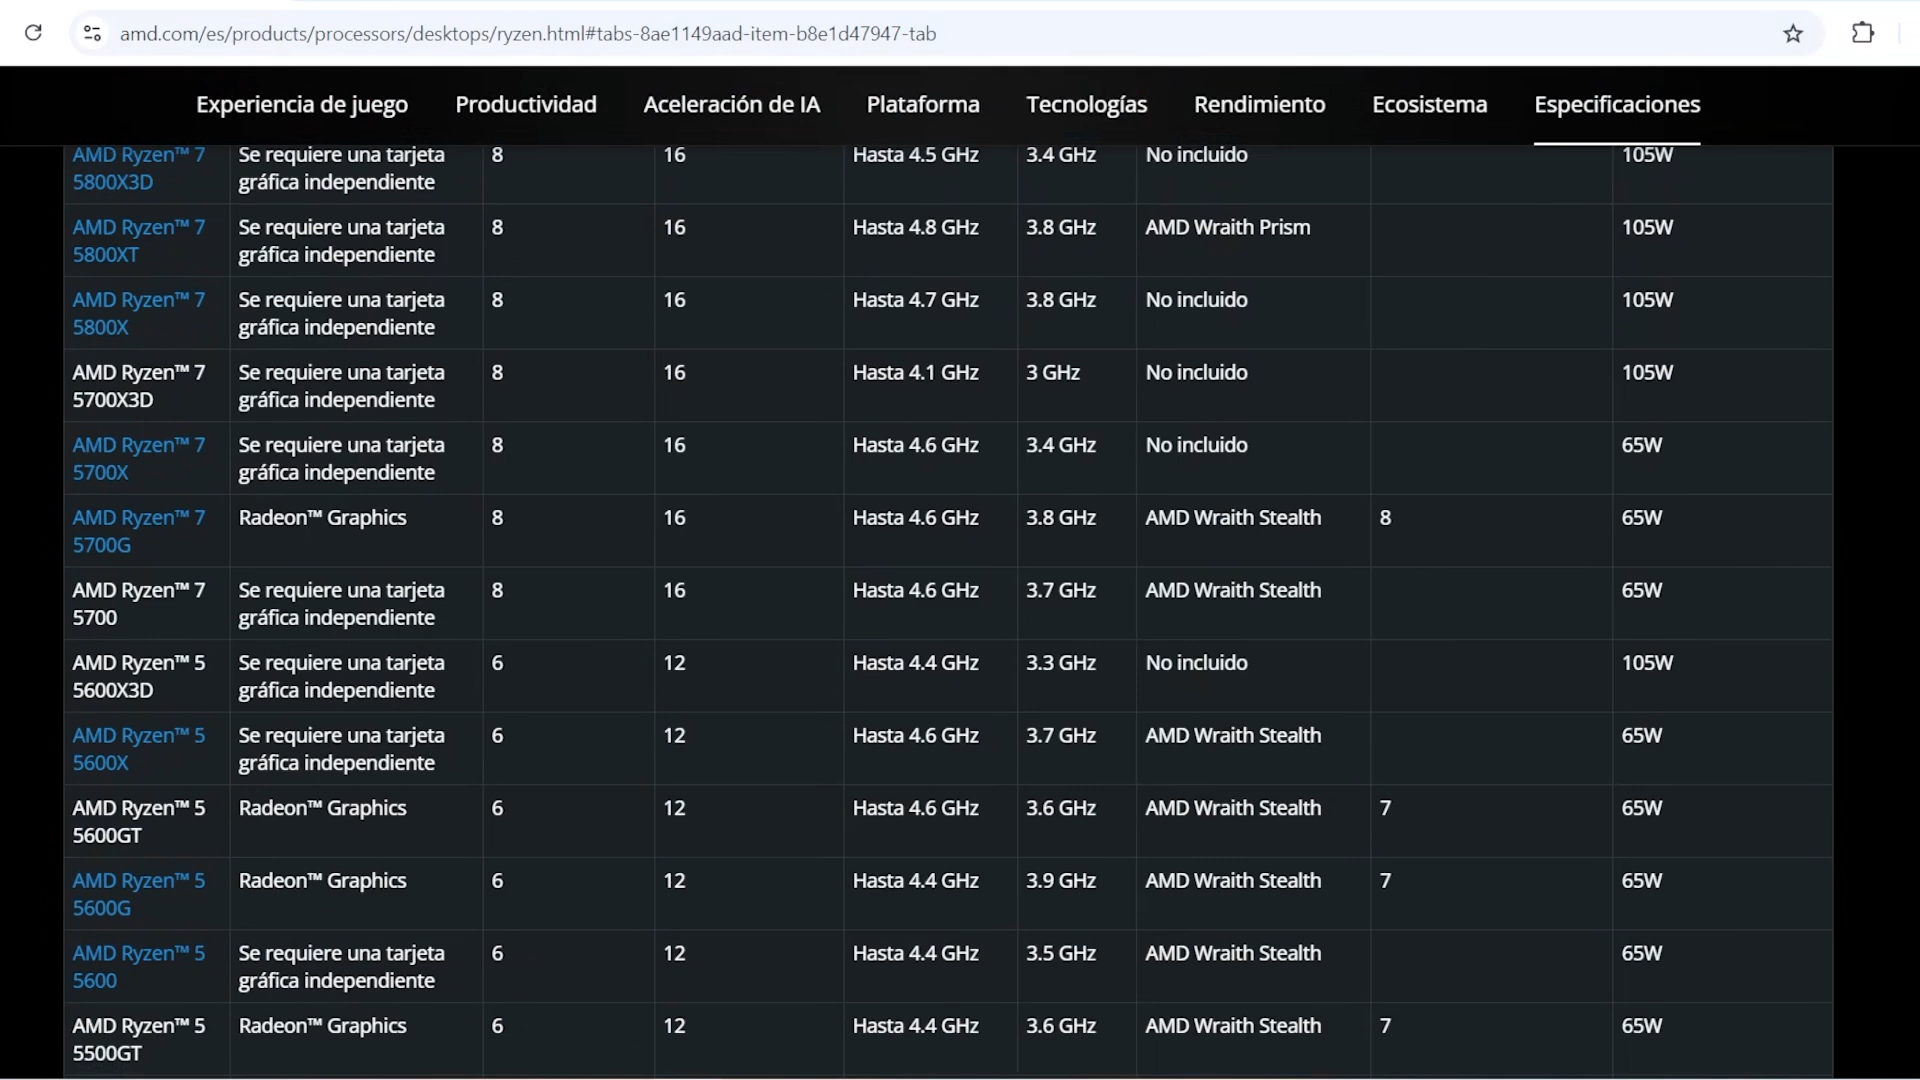 amd.com/es/products/processors/desktops/ryzen.html#tabs-8ae1149aad-item-b8e1d47947-tab
Experiencia de juego Productividad Aceleración de IA Plataforma Tecnologías Rendimiento Ecosistema Especificaciones
AMD Ryzen™ 7 Se requiere una tarjeta 8 16 Hasta 4.5 GHz 3.4 GHz No incluido 105W
5800X3D gráfica independiente
AMD Ryzen™ 7 Se requiere una tarjeta 8 16 Hasta 4.8 GHz 3.8 GHz AMD Wraith Prism 105W
5800XT gráfica independiente
AMD Ryzen™ 7 Se requiere una tarjeta 8 16 Hasta 4.7 GHz 3.8 GHz No incluido 105W
5800X gráfica independiente
AMD Ryzen™ 7 Se requiere una tarjeta 8 16 Hasta 4.1 GHz 3 GHz No incluido 105W
5700X3D gráfica independiente
AMD Ryzen™ 7 Se requiere una tarjeta 8 16 Hasta 4.6 GHz 3.4 GHz No incluido 65W
5700X gráfica independiente
AMD Ryzen™ 7 Radeon™ Graphics 8 16 Hasta 4.6 GHz 3.8 GHz AMD Wraith Stealth 8 65W
5700G
AMD Ryzen™ 7 Se requiere una tarjeta 8 16 Hasta 4.6 GHz 3.7 GHz AMD Wraith Stealth 65W
5700 gráfica independiente
AMD Ryzen™ 5 Se requiere una tarjeta 6 12 Hasta 4.4 GHz 3.3 GHz No incluido 105W
5600X3D gráfica independiente
AMD Ryzen™ 5 Se requiere una tarjeta 6 12 Hasta 4.6 GHz 3.7 GHz AMD Wraith Stealth 65W
5600X gráfica independiente
AMD Ryzen™ 5 Radeon™ Graphics 6 12 Hasta 4.6 GHz 3.6 GHz AMD Wraith Stealth 7 65W
5600GT
AMD Ryzen™ 5 Radeon™ Graphics 6 12 Hasta 4.4 GHz 3.9 GHz AMD Wraith Stealth 7 65W
5600G
AMD Ryzen™ 5 Se requiere una tarjeta 6 12 Hasta 4.4 GHz 3.5 GHz AMD Wraith Stealth 65W
5600 gráfica independiente
AMD Ryzen™ 5 Radeon™ Graphics 6 12 Hasta 4.4 GHz 3.6 GHz AMD Wraith Stealth 7 65W
5500GT